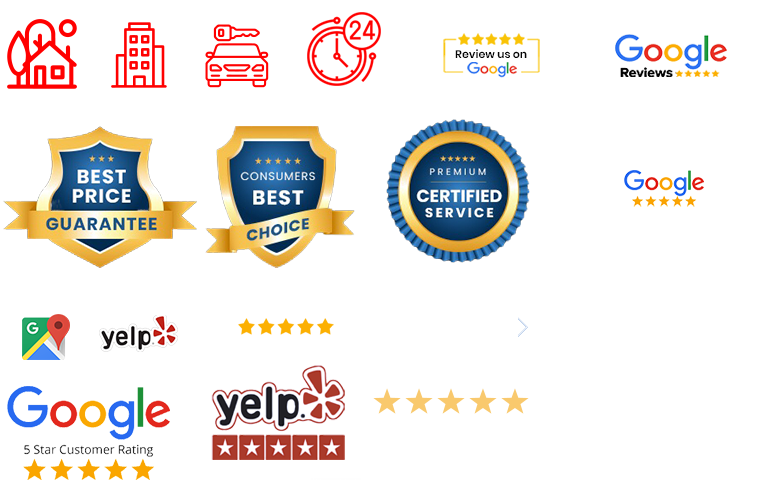 24
Review us on
Google
Google
Reviews
BEST
PRICE
GUARANTEE
CONSUMERS
BEST
CHOICE
PREMIUM
CERTIFIED
SERVICE
Google
G
yelp
Google
5 Star Customer Rating
yelp